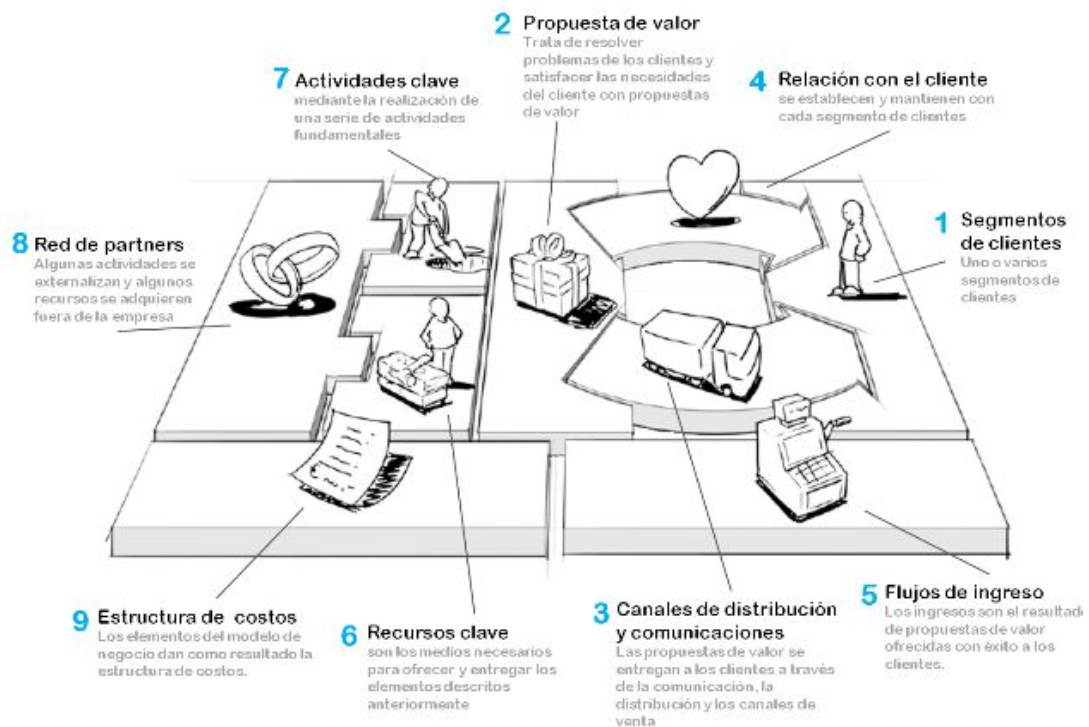 2 Propuesta de valor
Trata de resolver
problemas de los clientes y
satisfacer las necesidades
del cliente con propuestas
de valor
7 Actividades clave
mediante la realización de
una serie de actividades
fundamentales
4 Relación con el cliente
se establecen y mantienen con
cada segmento de clientes
8 Red de partners
Algunas actividades se
externalizan y algunos
recursos se adquieren
fuera de la empresa
1 Segmentos
de clientes
Uno o varios
segmentos de
clientes
9 Estructura de costos
Los elementos del modelo de
negocio dan como resultado la
estructura de costos.
6 Recursos clave
son los medios necesarios
para ofrecer y entregar los
elementos descritos
anteriormente
3 Canales de distribución
y comunicaciones
Las propuestas de valor se
entregan a los clientes a través
de la comunicación, la
distribución y los canales de
venta
5 Flujos de ingreso
Los ingresos son el resultado
de propuestas de valor
ofrecidas con éxito a los
clientes.